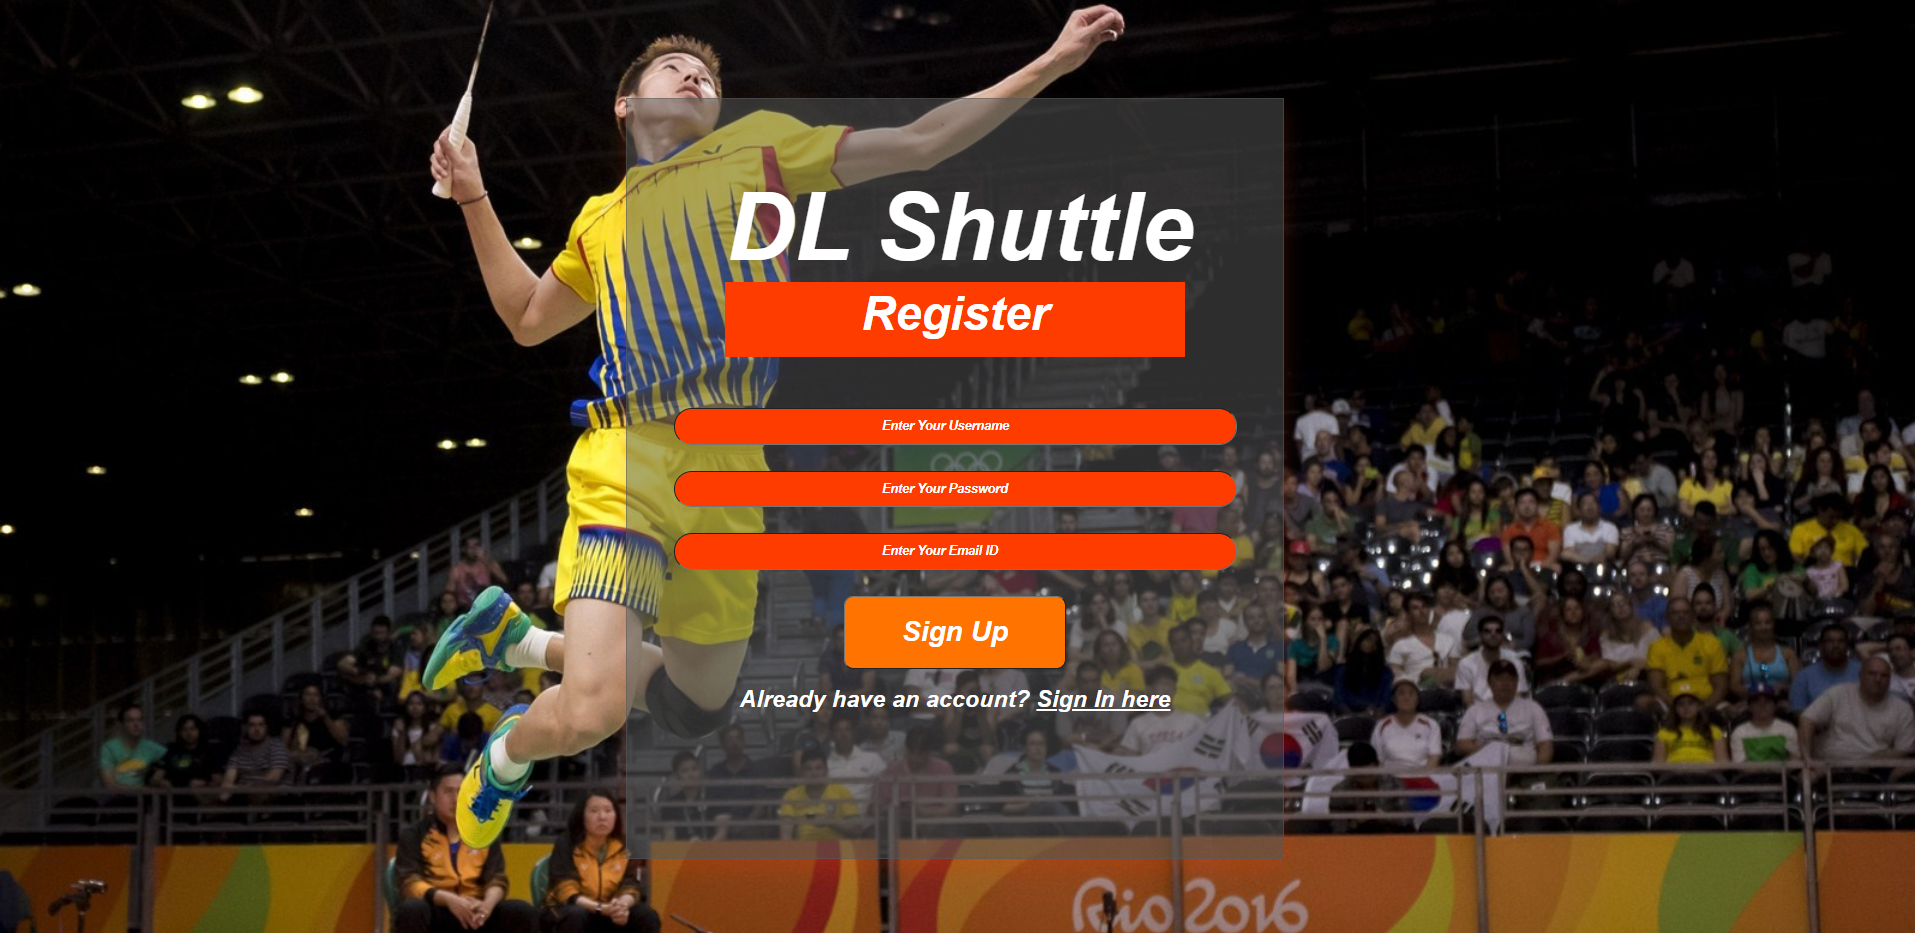 DL Shuttle
Register
Enter Your Username
Enter Your Password
Enter Your Email ID
Sign Up
Already have an account? Sign In here
Rio2016